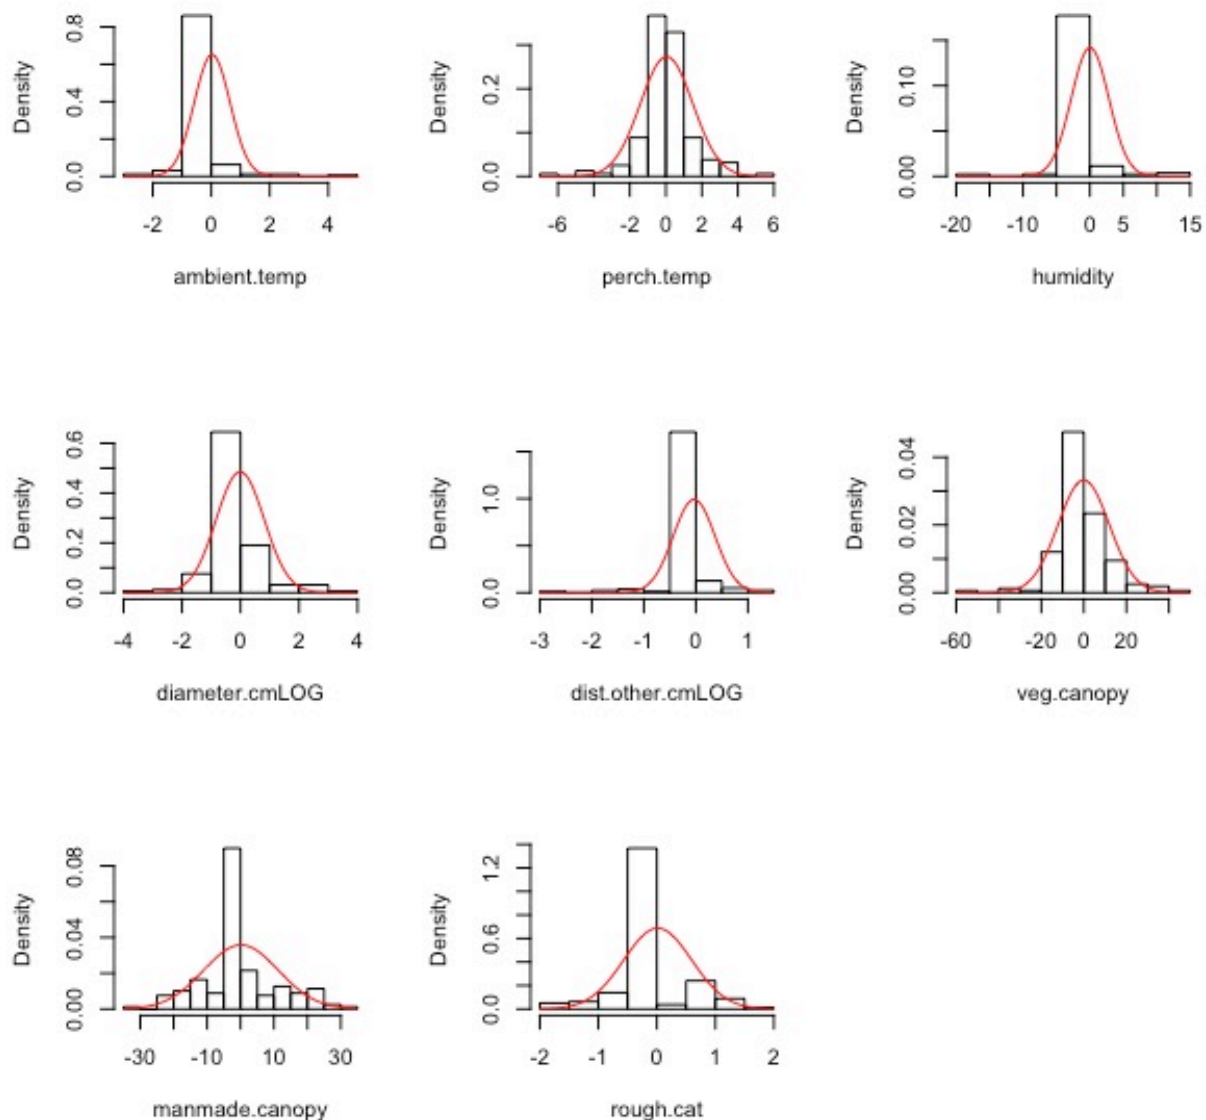 Density
0.0 0.4 0.8
-2 0 2 4
ambient.temp
Density
0.0 0.2
-6 -2 0 2 4 6
perch.temp
Density
0.00 0.10
-20 -10 0 5 15
humidity
Density
0.0 0.2 0.4 0.6
-4 -2 0 2 4
diameter.cmLOG
Density
0.0 1.0
-3 -2 -1 0 1
dist.other.cmLOG
Density
0.00 0.02 0.04
-60 -20 0 20
veg.canopy
Density
0.00 0.04 0.08
-30 -10 10 30
manmade.canopy
Density
0.0 0.6 1.2
-2 -1 0 1 2
rough.cat